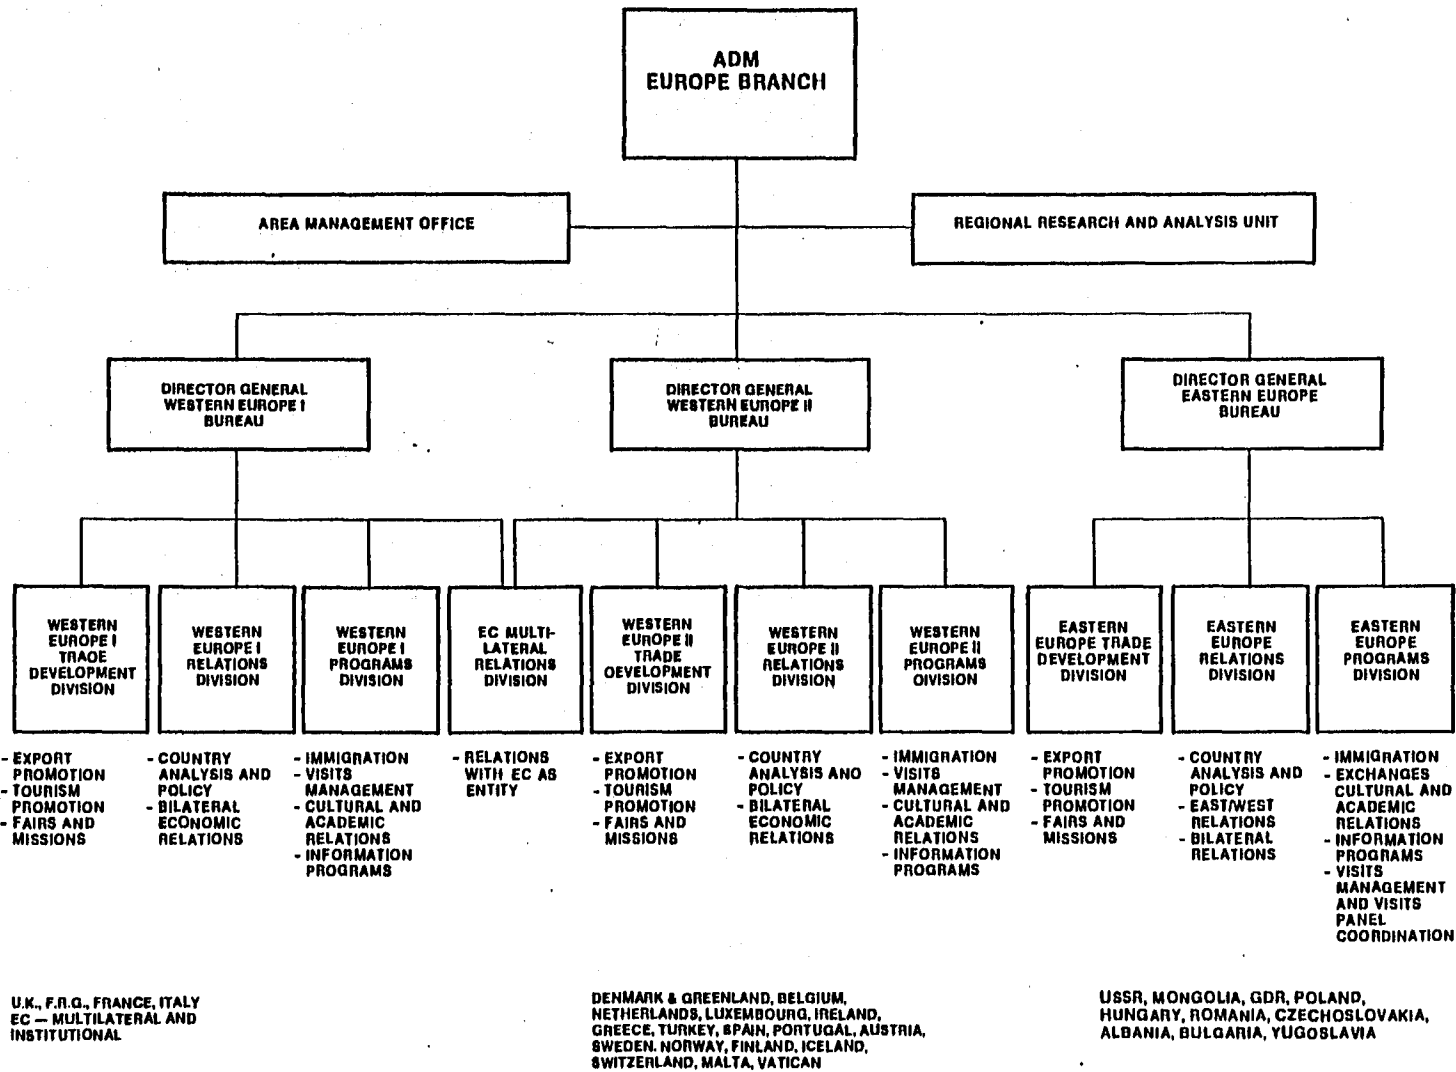 ADM
EUROPE BRANCH
AREA MANAGEMENT OFFICE
REGIONAL RESEARCH AND ANALYSIS UNIT
DIRECTOR GENERAL
WESTERN EUROPE I
BUREAU
DIRECTOR GENERAL
WESTERN EUROPE II
BUREAU
DIRECTOR GENERAL
EASTERN EUROPE
BUREAU
WESTERN
EUROPE I
TRADE
DEVELOPMENT
DIVISION
WESTERN
EUROPE I
RELATIONS
DIVISION
WESTERN
EUROPE I
PROGRAMS
DIVISION
EC MULTI-
LATERAL
RELATIONS
DIVISION
WESTERN
EUROPE II
TRADE
DEVELOPMENT
DIVISION
WESTERN
EUROPE II
RELATIONS
DIVISION
WESTERN
EUROPE II
PROGRAMS
DIVISION
EASTERN
EUROPE TRADE
DEVELOPMENT
DIVISION
EASTERN
EUROPE
RELATIONS
DIVISION
EASTERN
EUROPE
PROGRAMS
DIVISION
- EXPORT
PROMOTION
- TOURISM
PROMOTION
- FAIRS AND
MISSIONS
- COUNTRY
ANALYSIS AND
POLICY
- BILATERAL
ECONOMIC
RELATIONS
- IMMIGRATION
- VISITS
MANAGEMENT
- CULTURAL AND
ACADEMIC
RELATIONS
- INFORMATION
PROGRAMS
- RELATIONS
WITH EC AS
ENTITY
- EXPORT
PROMOTION
- TOURISM
PROMOTION
- FAIRS AND
MISSIONS
- COUNTRY
ANALYSIS AND
POLICY
- BILATERAL
ECONOMIC
RELATIONS
- IMMIGRATION
- VISITS
MANAGEMENT
- CULTURAL AND
ACADEMIC
RELATIONS
- INFORMATION
PROGRAMS
- EXPORT
PROMOTION
- TOURISM
PROMOTION
- FAIRS AND
MISSIONS
- COUNTRY
ANALYSIS AND
POLICY
- EAST/WEST
RELATIONS
- BILATERAL
RELATIONS
- IMMIGRATION
- EXCHANGES
CULTURAL AND
ACADEMIC
RELATIONS
- INFORMATION
PROGRAMS
- VISITS
MANAGEMENT
AND VISITS
PANEL
COORDINATION
U.K., F.R.G., FRANCE, ITALY
EC — MULTILATERAL AND
INSTITUTIONAL
DENMARK & GREENLAND, BELGIUM,
NETHERLANDS, LUXEMBOURG, IRELAND,
GREECE, TURKEY, SPAIN, PORTUGAL, AUSTRIA,
SWEDEN. NORWAY, FINLAND, ICELAND,
SWITZERLAND, MALTA, VATICAN
USSR, MONGOLIA, GDR, POLAND,
HUNGARY, ROMANIA, CZECHOSLOVAKIA,
ALBANIA, BULGARIA, YUGOSLAVIA